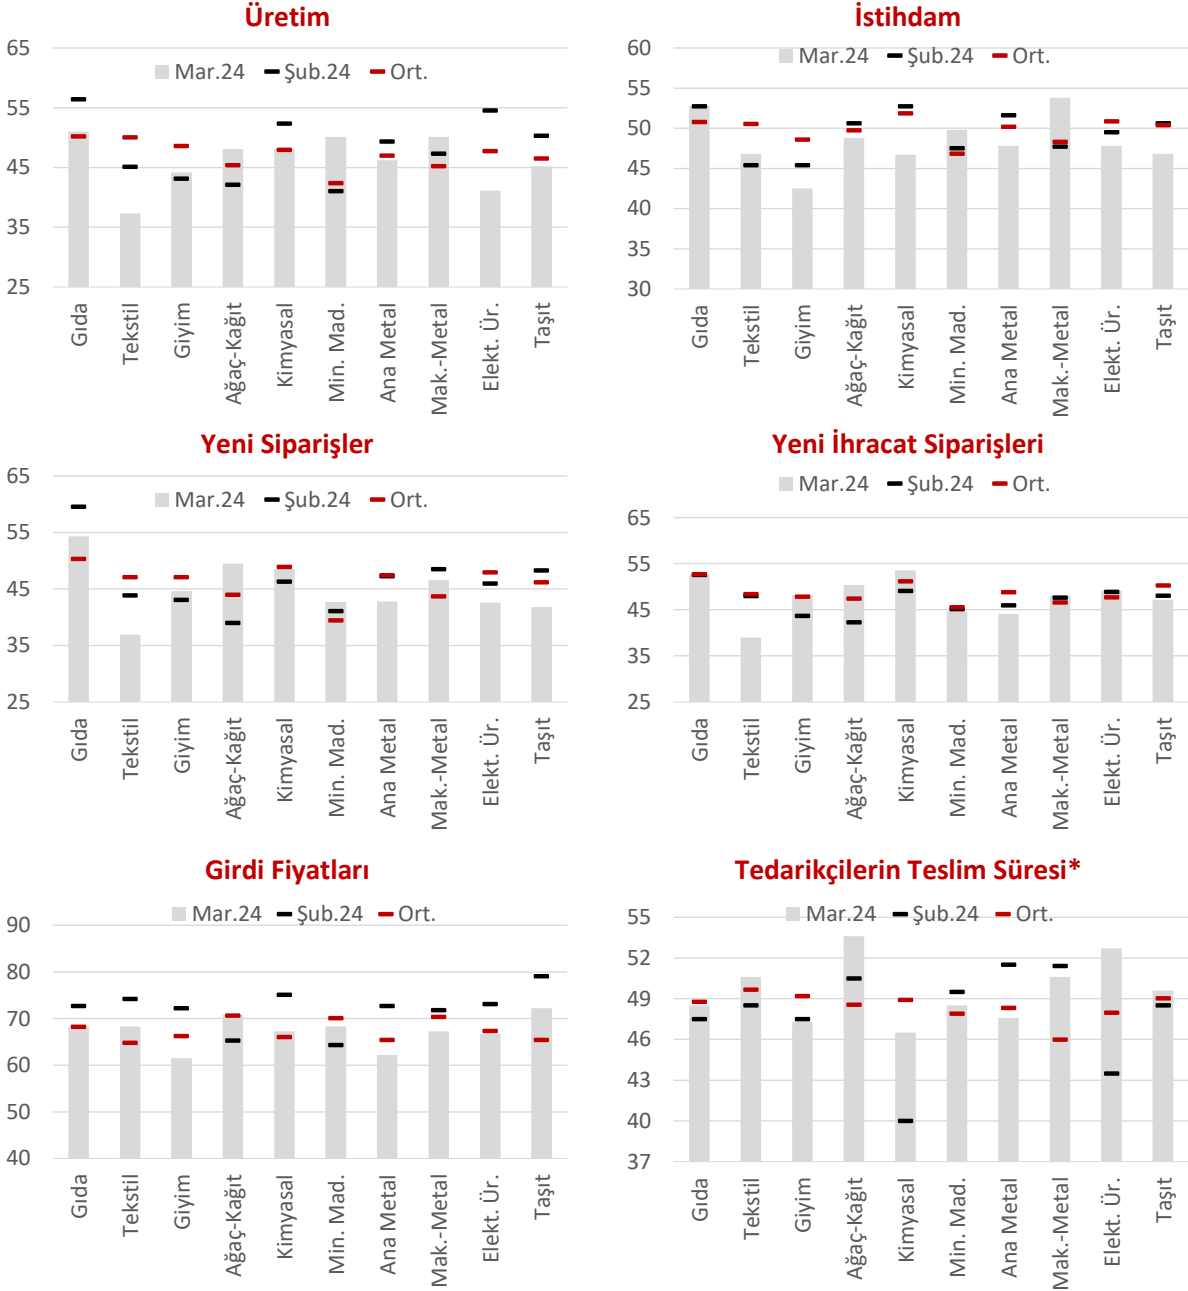 Üretim
65
55
45
35
25
Mar.24 Şub.24 Ort.
Gıda
Tekstil
Giyim
Ağaç-Kağıt
Kimyasal
Min. Mad.
Ana Metal
Mak.-Metal
Elekt. Ür.
Taşıt
İstihdam
60
55
50
45
40
35
30
Mar.24 Şub.24 Ort.
Gıda
Tekstil
Giyim
Ağaç-Kağıt
Kimyasal
Min. Mad.
Ana Metal
Mak.-Metal
Elekt. Ür.
Taşıt
Yeni Siparişler
65
55
45
35
25
Mar.24 Şub.24 Ort.
Gıda
Tekstil
Giyim
Ağaç-Kağıt
Kimyasal
Min. Mad.
Ana Metal
Mak.-Metal
Elekt. Ür.
Taşıt
Yeni İhracat Siparişleri
Mar.24 Şub.24 Ort.
65
55
45
35
25
Gıda
Tekstil
Giyim
Ağaç-Kağıt
Kimyasal
Min. Mad.
Ana Metal
Mak.-Metal
Elekt. Ür.
Taşıt
Girdi Fiyatları
Mar.24 Şub.24 Ort.
90
80
70
60
50
40
Gıda
Tekstil
Giyim
Ağaç-Kağıt
Kimyasal
Min. Mad.
Ana Metal
Mak.-Metal
Elekt. Ür.
Taşıt
Tedarikçilerin Teslim Süresi*
Mar.24 Şub.24 Ort.
55
52
49
46
43
40
37
Gıda
Tekstil
Giyim
Ağaç-Kağıt
Kimyasal
Min. Mad.
Ana Metal
Mak.-Metal
Elekt. Ür.
Taşıt